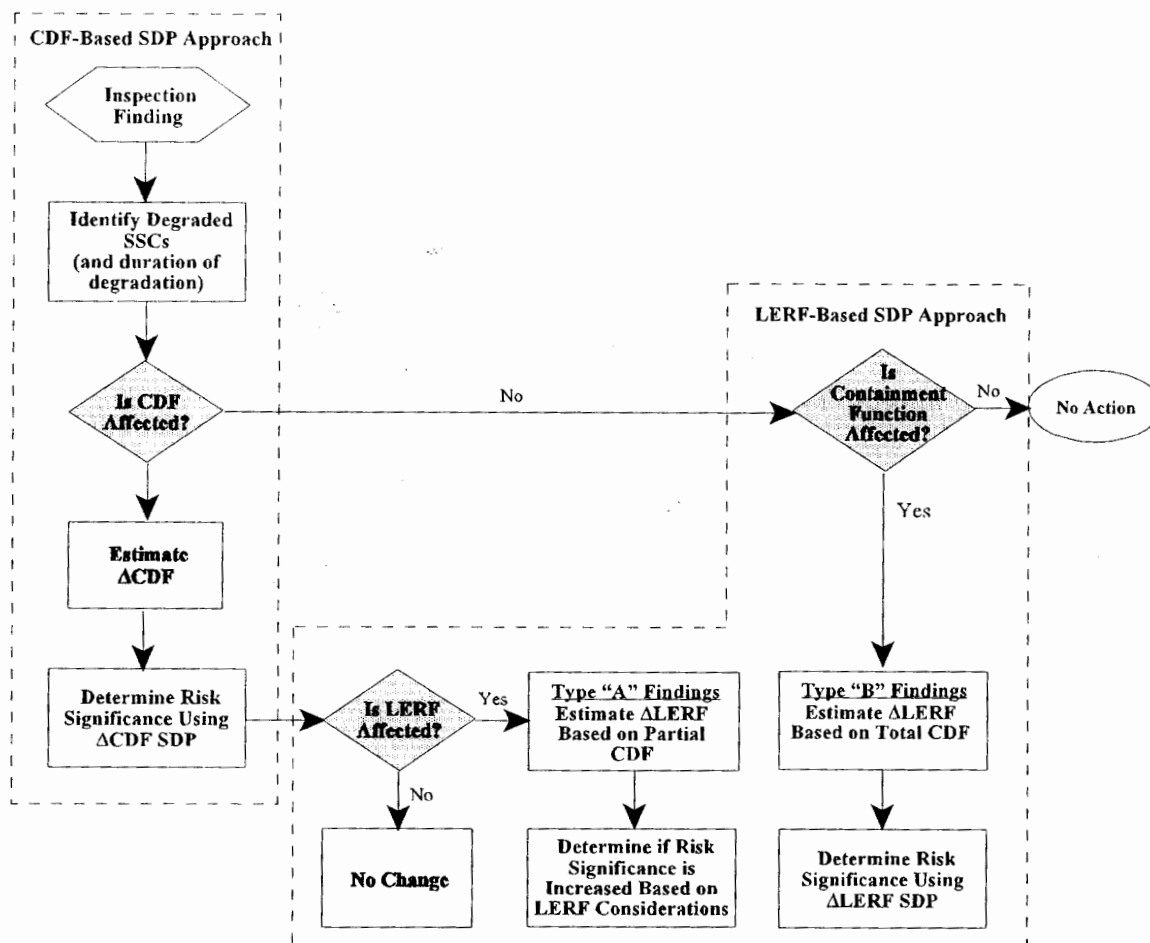 CDF-Based SDP Approach
Inspection
Finding
Identify Degraded
SSCs
(and duration of
degradation)
Is CDF
Affected?
No
LERF-Based SDP Approach
Is
Containment
Function
Affected?
No
No Action
Yes
Estimate
ΔCDF
Determine Risk
Significance Using
ΔCDF SDP
Is LERF
Affected?
Yes
No
No Change
Type "A" Findings
Estimate ΔLERF
Based on Partial
CDF
Determine if Risk
Significance is
Increased Based on
LERF Considerations
Type "B" Findings
Estimate ΔLERF
Based on Total CDF
Determine Risk
Significance Using
ΔLERF SDP